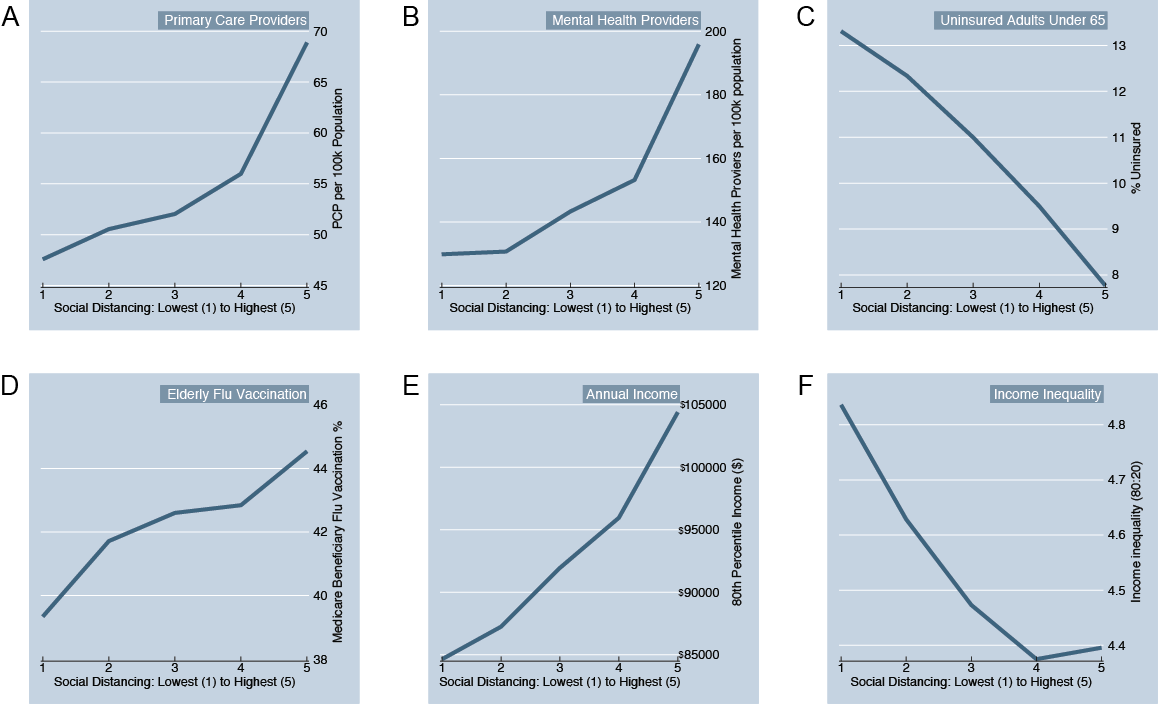 A
Primary Care Providers
70
65
60
55
50
45
PCP per 100k Population
1 2 3 4 5
Social Distancing: Lowest (1) to Highest (5)
B
Mental Health Providers
200
180
160
140
120
Mental Health Proviers per 100k population
1 2 3 4 5
Social Distancing: Lowest (1) to Highest (5)
C
Uninsured Adults Under 65
13
12
11
10
9
8
% Uninsured
1 2 3 4 5
Social Distancing: Lowest (1) to Highest (5)
D
Elderly Flu Vaccination
46
44
42
40
38
Medicare Beneficiary Flu Vaccination %
1 2 3 4 5
Social Distancing: Lowest (1) to Highest (5)
E
Annual Income
$105000
$100000
$95000
$90000
$85000
80th Percentile Income ($)
1 2 3 4 5
Social Distancing: Lowest (1) to Highest (5)
F
Income Inequality
4.8
4.7
4.6
4.5
4.4
Income inequality (80:20)
1 2 3 4 5
Social Distancing: Lowest (1) to Highest (5)